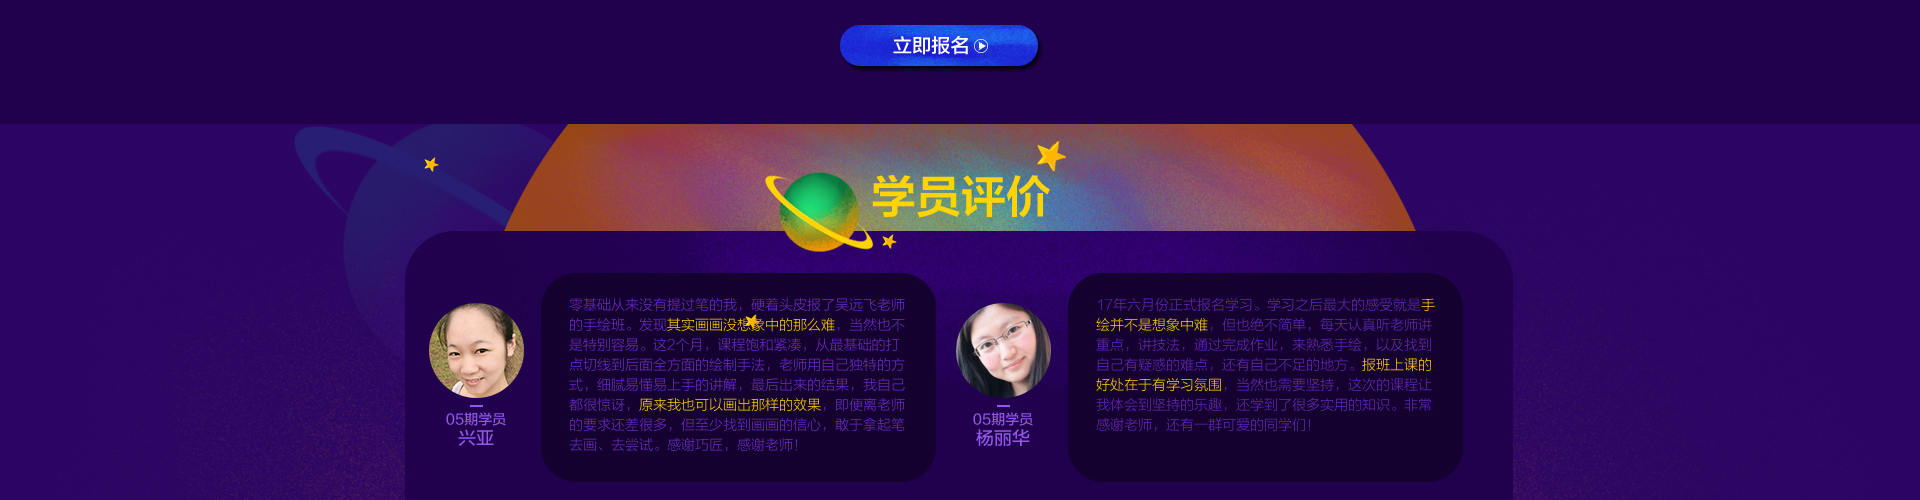 立即报名
学员评价
零基础从来没有提过笔的我，硬着头皮报了吴远飞老师
的手绘班。发现其实画画没想象中的那么难，当然也不
是特别容易。这2个月，课程饱和紧凑，从最基础的打
点切线到后面全方面的绘制手法，老师用自己独特的方
式，细腻易懂易上手的讲解，最后出来的结果，我自己
都很惊讶，原来我也可以画出那样的效果，即便离老师
的要求还差很多，但至少找到画画的信心，敢于拿起笔
去画、去尝试。感谢巧匠，感谢老师！
05期学员
兴亚
17年六月份正式报名学习。学习之后最大的感受就是手
绘并不是想象中难，但也绝不简单，每天认真听老师讲
重点，讲技法，通过完成作业，来熟悉手绘，以及找到
自己有疑惑的难点，还有自己不足的地方。报班上课的
好处在于有学习氛围，当然也需要坚持，这次的课程让
我体会到坚持的乐趣，还学到了很多实用的知识。非常
感谢老师，还有一群可爱的同学们！
05期学员
杨丽华